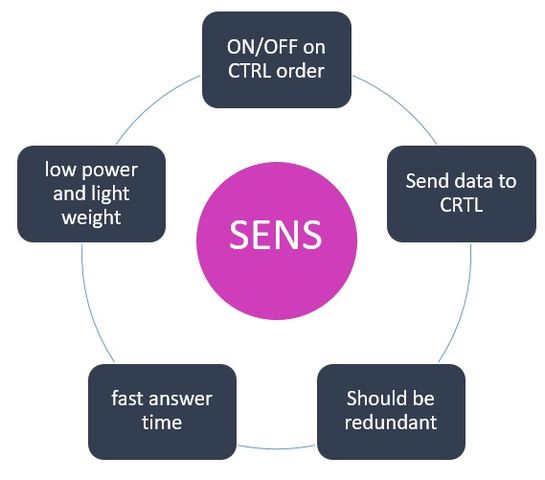 ON/OFF on
CTRL order
low power
and light
weight
Send data to
CRTL
SENS
fast answer
time
Should be
redundant